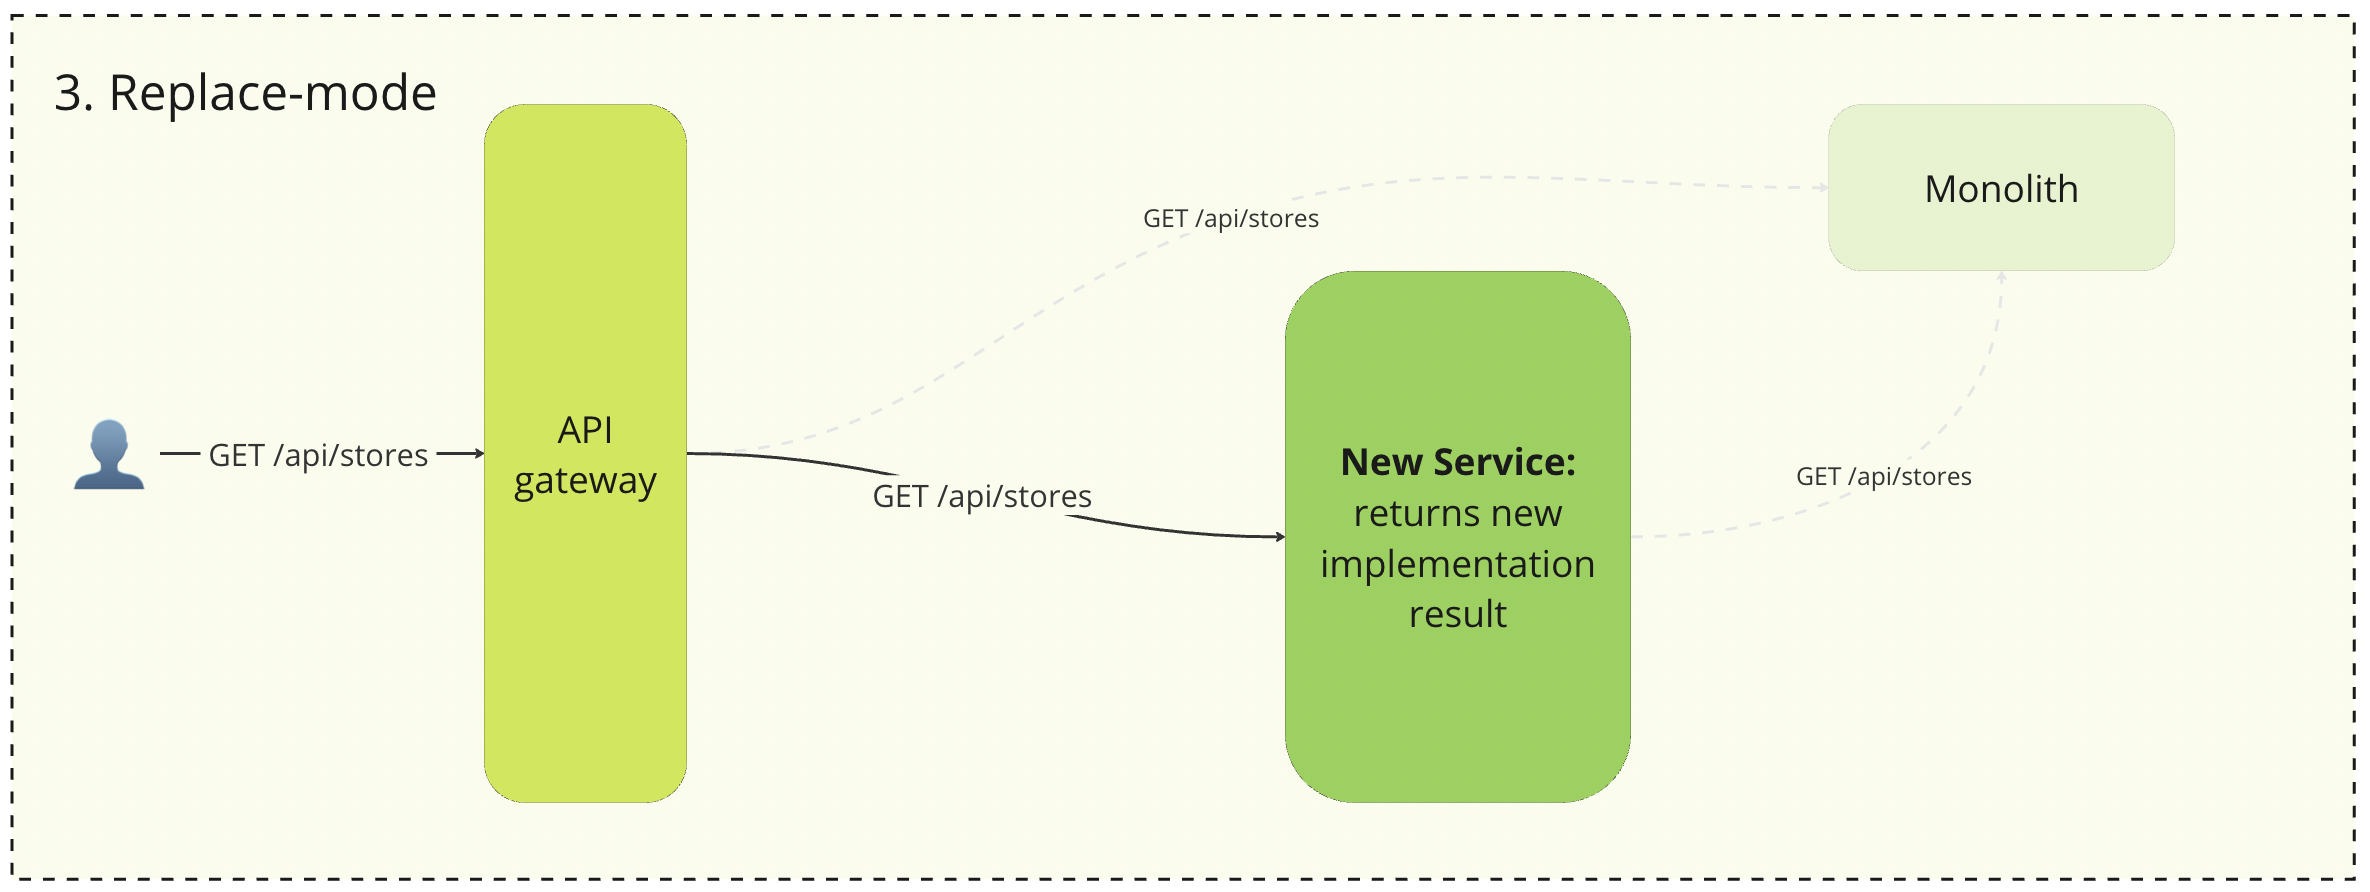 3. Replace-mode
GET /api/stores
API
gateway
GET /api/stores
GET /api/stores
New Service:
returns new
implementation
result
Monolith
GET /api/stores